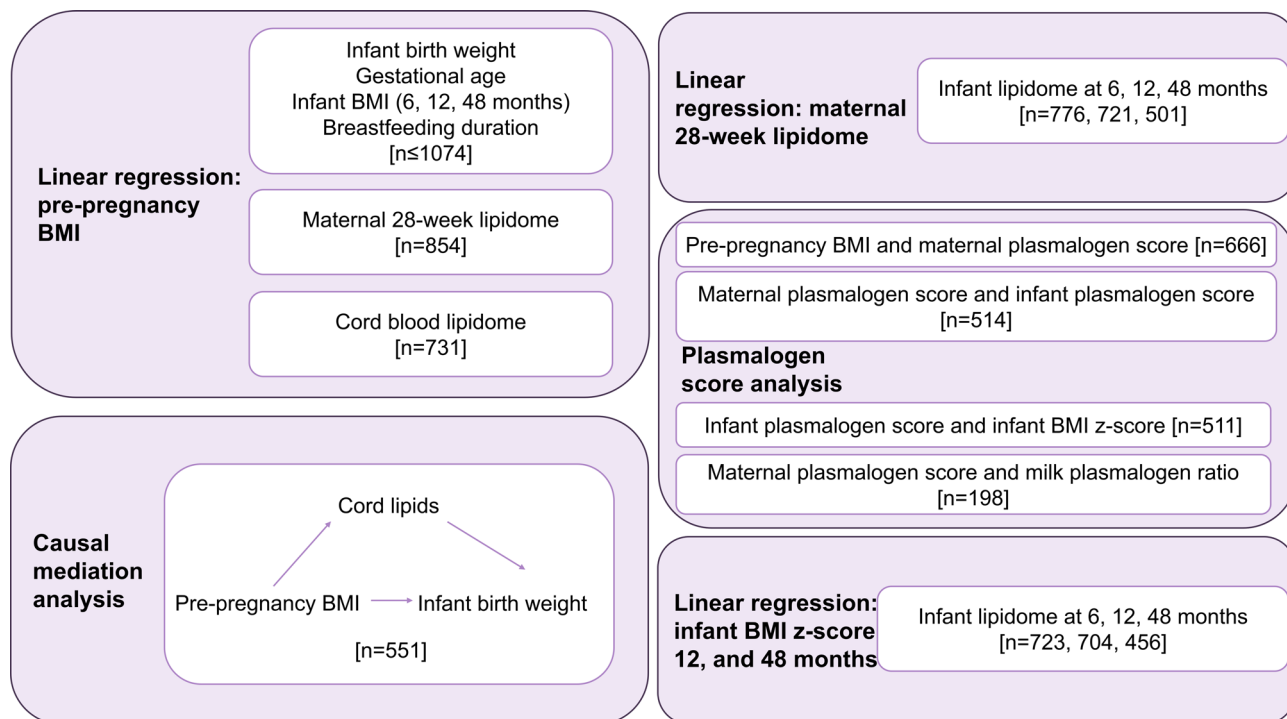 Linear regression:
pre-pregnancy
BMI
Infant birth weight
Gestational age
Infant BMI (6, 12, 48 months)
Breastfeeding duration
[n≤1074]
Maternal 28-week lipidome
[n=854]
Cord blood lipidome
[n=731]
Causal
mediation
analysis
Cord lipids
Pre-pregnancy BMI
Infant birth weight
[n=551]
Linear
regression: maternal
28-week lipidome
Infant lipidome at 6, 12, 48 months
[n=776, 721, 501]
Pre-pregnancy BMI and maternal plasmalogen score [n=666]
Maternal plasmalogen score and infant plasmalogen score
[n=514]
Plasmalogen
score analysis
Infant plasmalogen score and infant BMI z-score [n=511]
Maternal plasmalogen score and milk plasmalogen ratio
[n=198]
Linear regression:
infant BMI z-score
12, and 48 months
Infant lipidome at 6, 12, 48 months
[n=723, 704, 456]